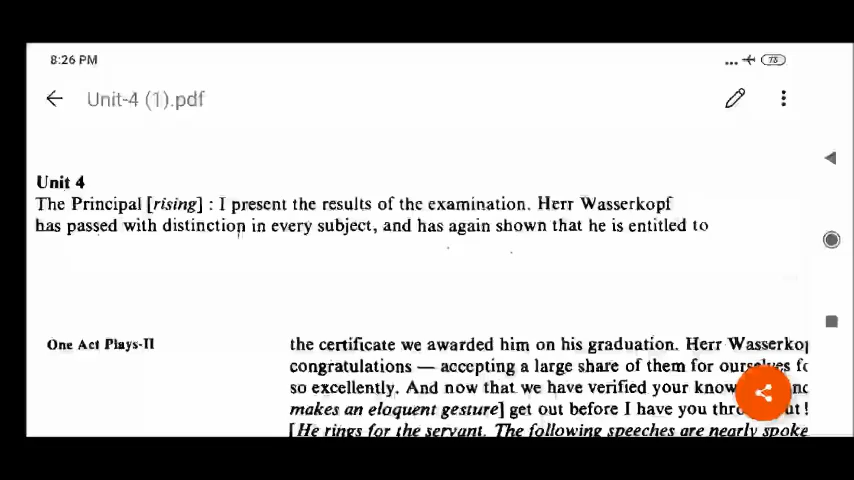 8:26 PM
... 73
Unit-4 (1).pdf
Unit 4
The Principal [rising] : I present the results of the examination. Herr Wasserkopf
has passed with distinction in every subject, and has again shown that he is entitled to
One Act Plays-II
the certificate we awarded him on his graduation. Herr Wasserkop
congratulations — accepting a large share of them for ourselves fo
so excellently. And now that we have verified your
makes an eloquent gesture] get out before I have you
[He rings for the servant. The following speeches are nearly spoke